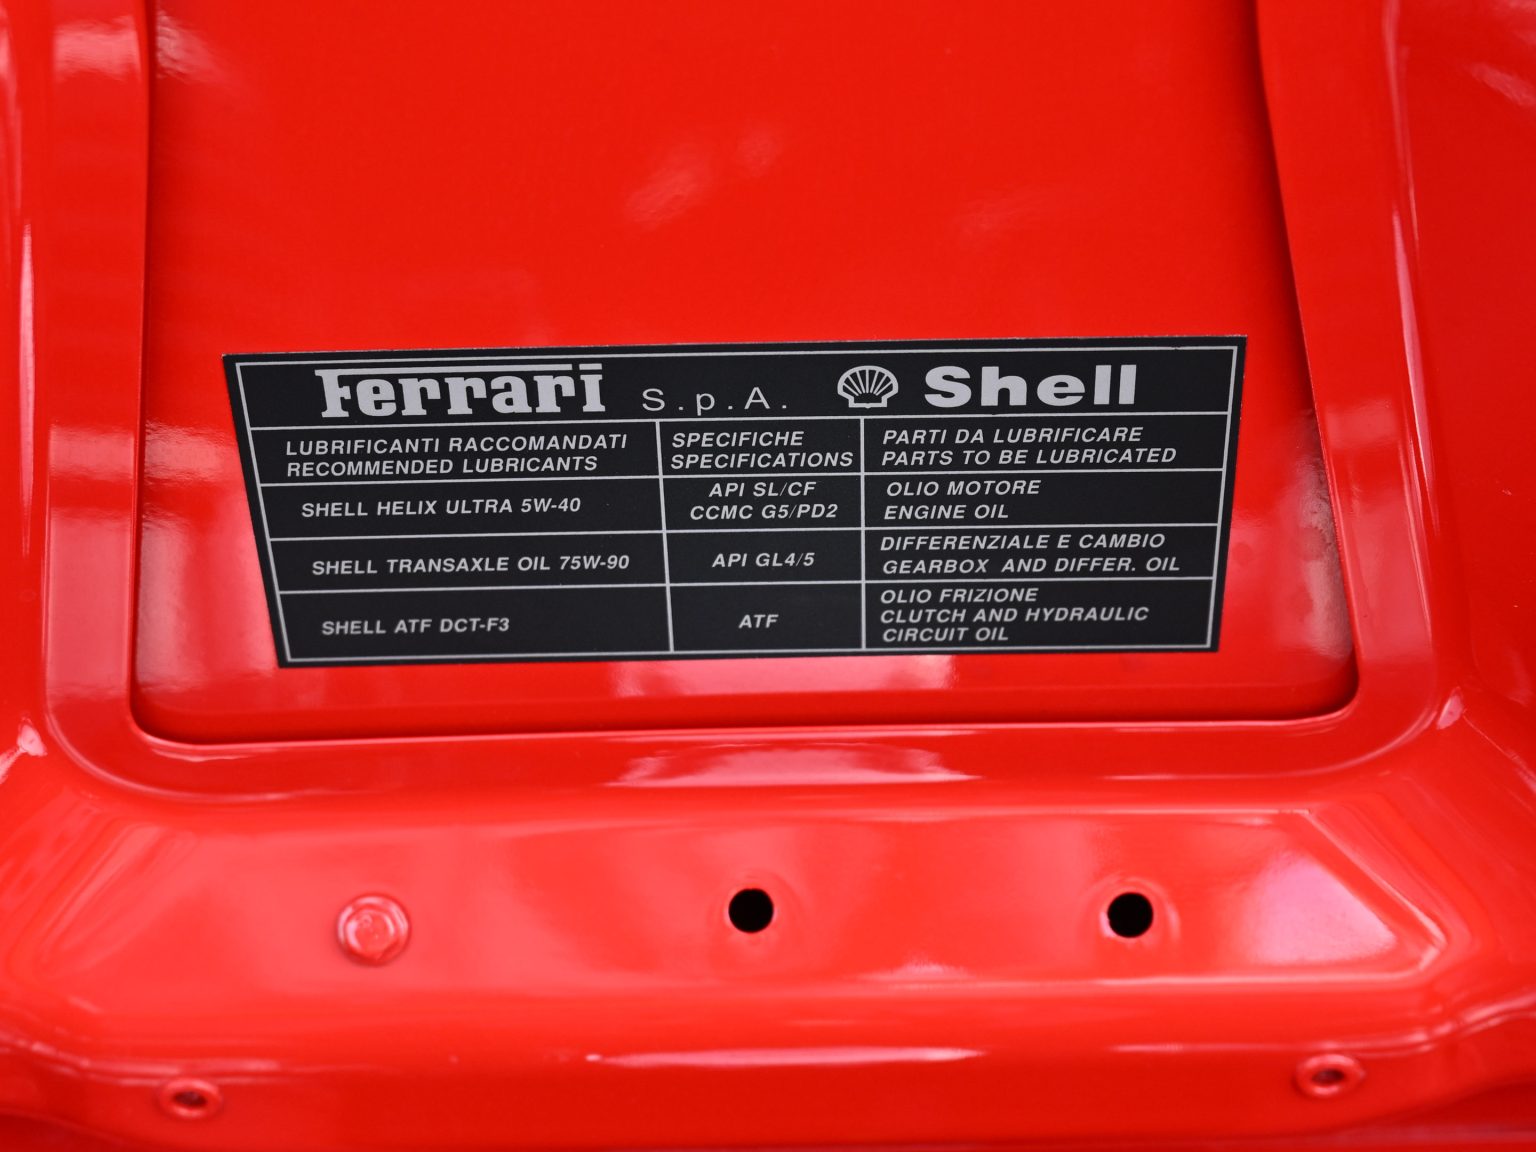 Ferrari S.p.A. Shell
LUBRIFICANTI RACCOMANDATI
RECOMMENDED LUBRICANTS
SPECIFICHE
SPECIFICATIONS
PARTI DA LUBRIFICARE
PARTS TO BE LUBRICATED
SHELL HELIX ULTRA 5W-40
API SL/CF
CCMC G5/PD2
OLIO MOTORE
ENGINE OIL
SHELL TRANSAXLE OIL 75W-90
API GL4/5
DIFFERENZIALE E CAMBIO
GEARBOX AND DIFFER. OIL
SHELL ATF DCT-F3
ATF
OLIO FRIZIONE
CLUTCH AND HYDRAULIC
CIRCUIT OIL